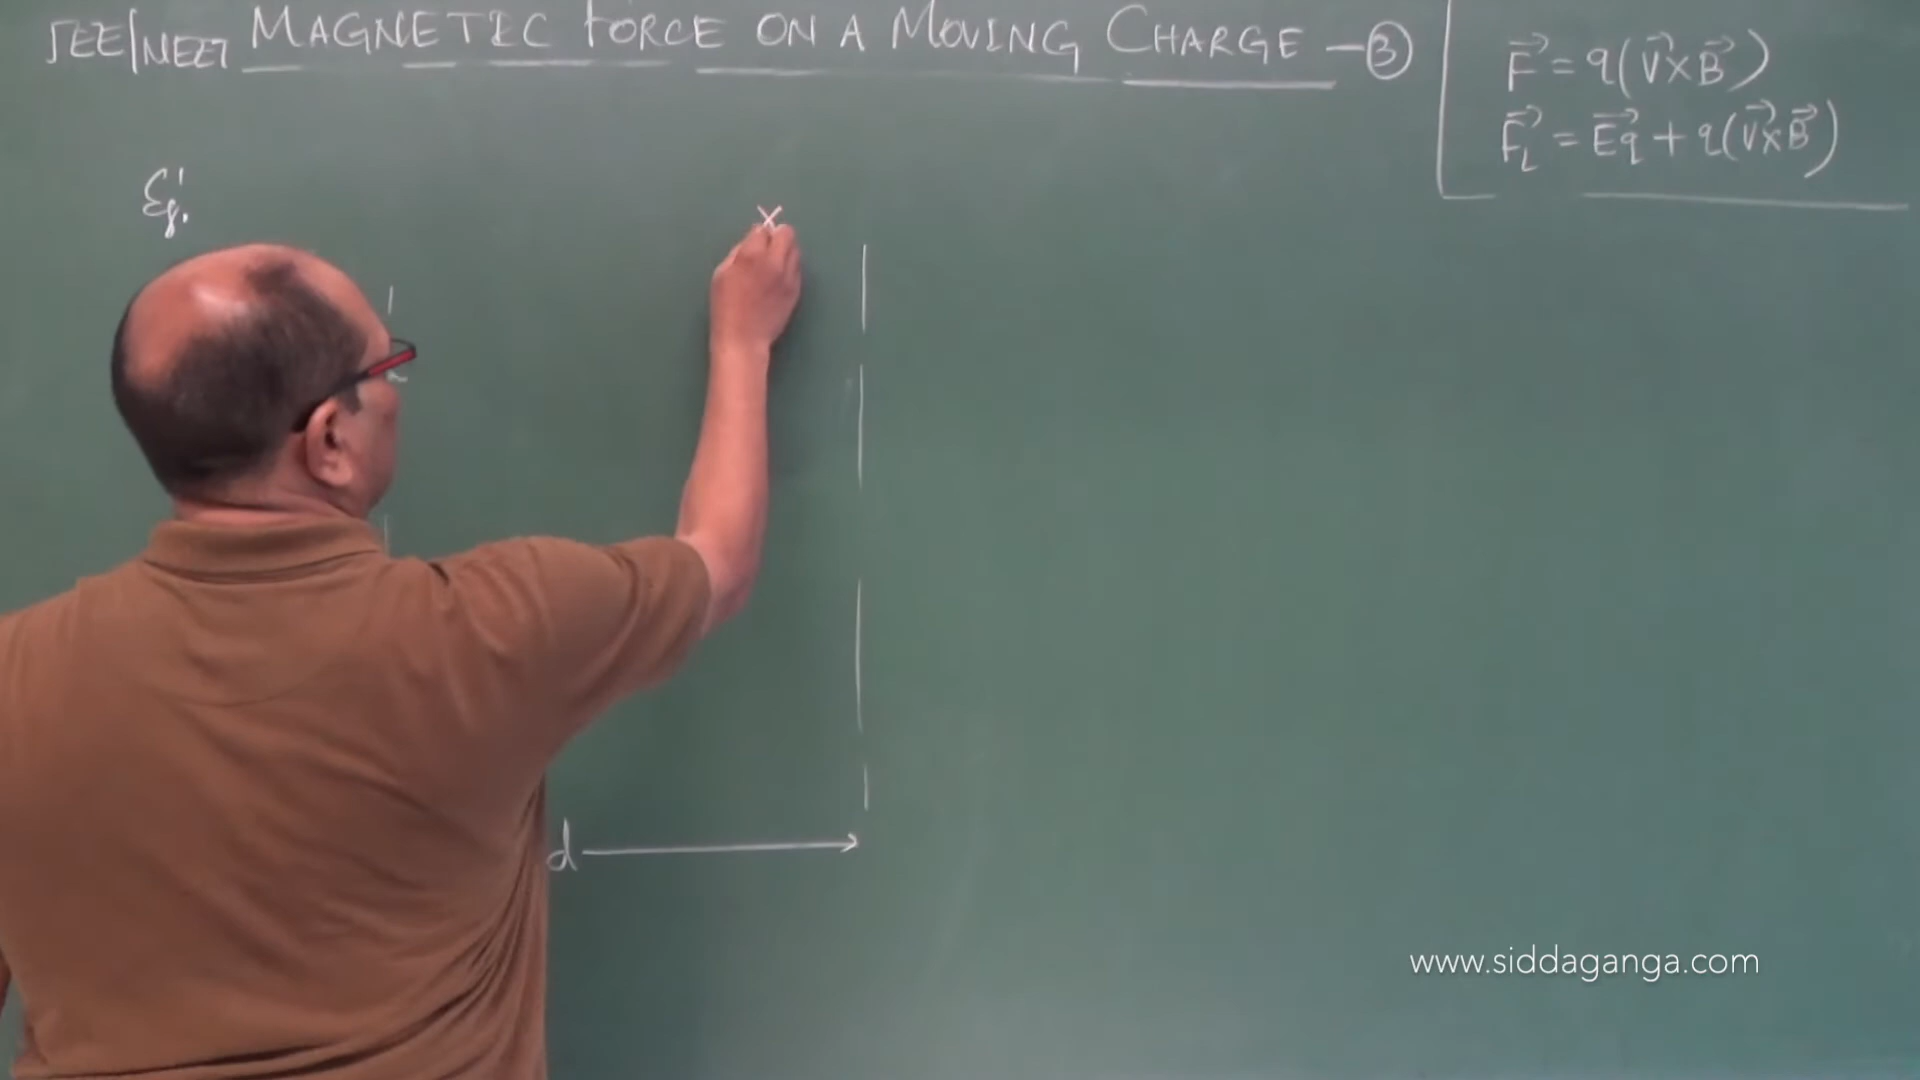 JEE/NEET MAGNETIC FORCE ON A MOVING CHARGE - 3
F⃗ = q(V⃗×B⃗)
F⃗L = E⃗q + q(V⃗×B⃗)
Eg:
x
d
www.siddaganga.com